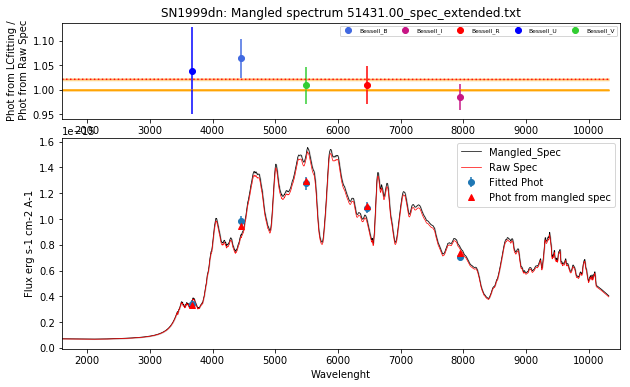 SN1999dn: Mangled spectrum 51431.00_spec_extended.txt
Phot from LCfitting /
Phot from Raw Spec
1.10
1.05
1.00
0.95
Bessell_B
Bessell_I
Bessell_R
Bessell_U
Bessell_V
2000 3000 4000 5000 6000 7000 8000 9000 10000
1e−15
Flux erg s-1 cm-2 A-1
1.6
1.4
1.2
1.0
0.8
0.6
0.4
0.2
0.0
Mangled_Spec
Raw Spec
Fitted Phot
Phot from mangled spec
2000 3000 4000 5000 6000 7000 8000 9000 10000
Wavelenght